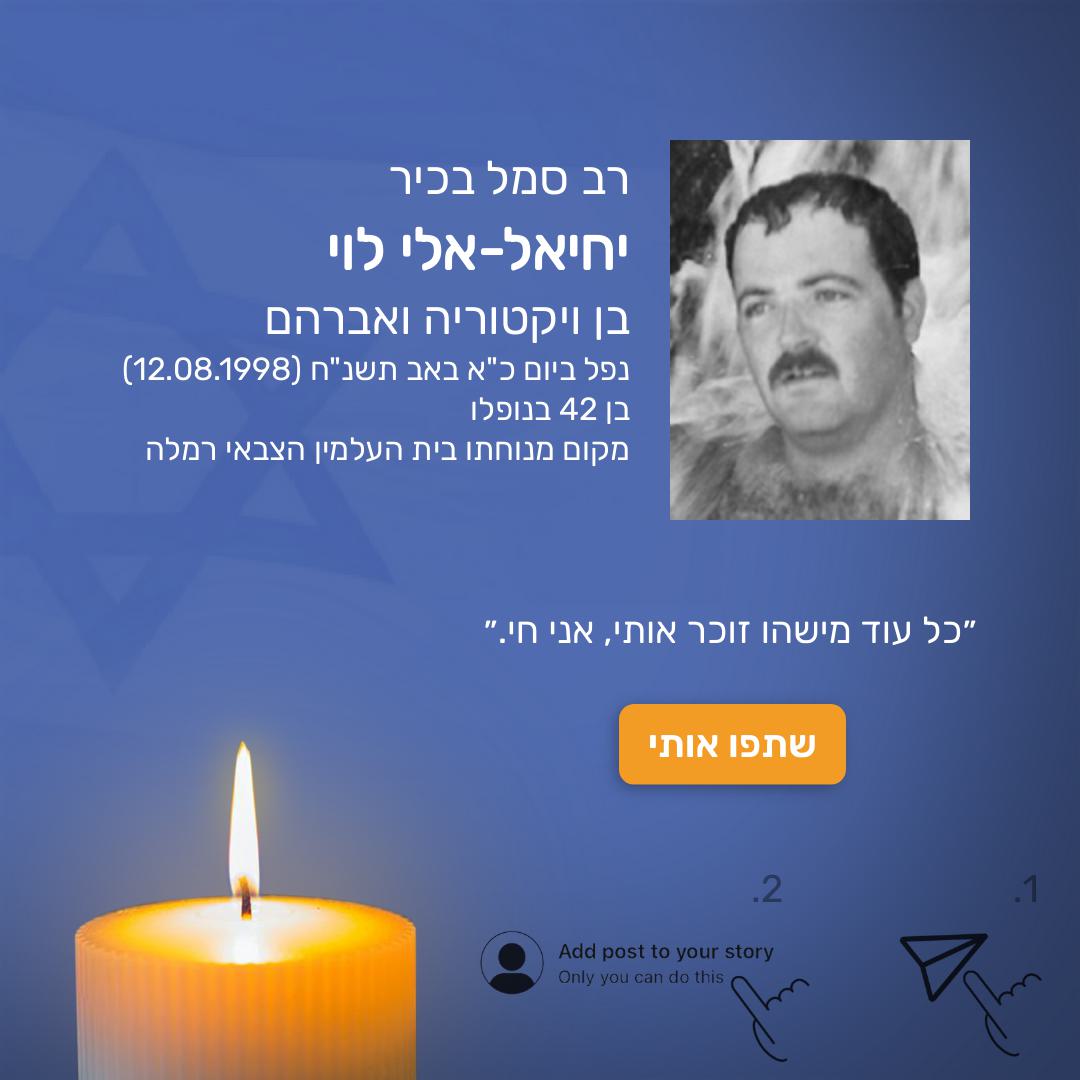 רב סמל בכיר
יחיאל-אלי לוי
בן ויקטוריה ואברהם
נפל ביום כ"א באב תשנ"ח (12.08.1998)
בן 42 בנופלו
מקום מנוחתו בית העלמין הצבאי רמלה
״כל עוד מישהו זוכר אותי, אני חי.״
שתפו אותי
1.
2.
Add post to your story
Only you can do this